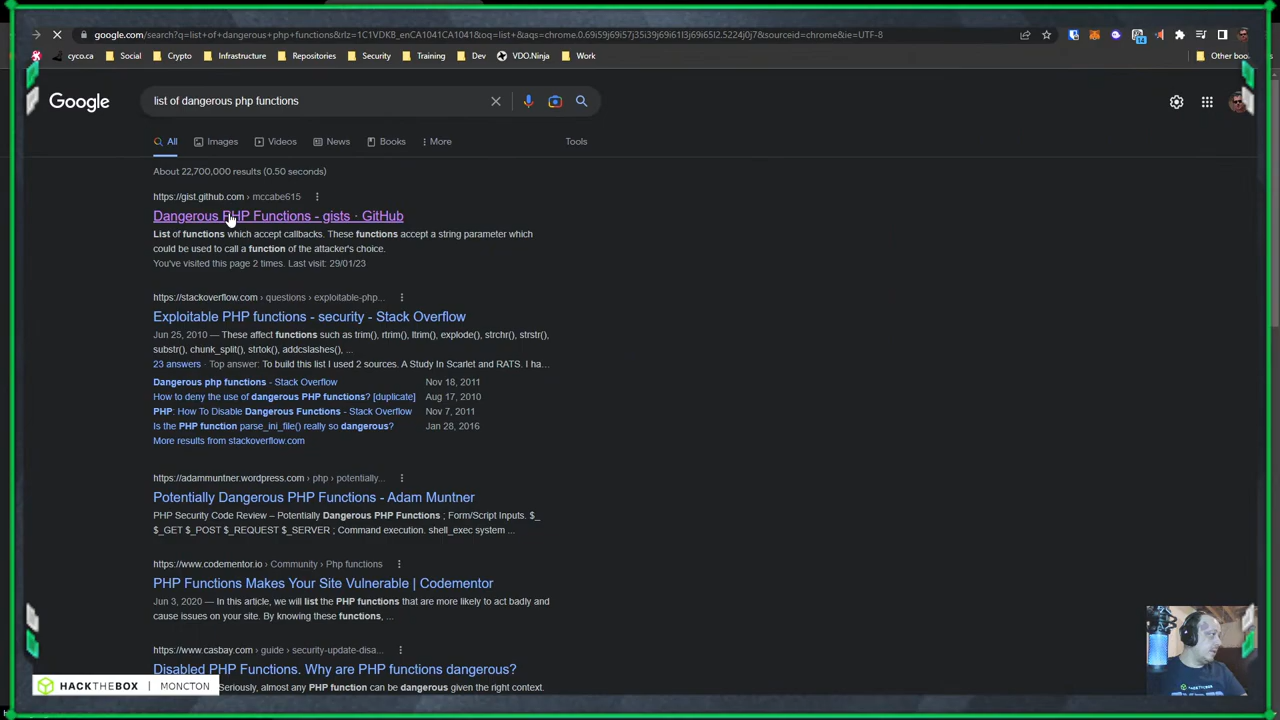 google.com/search?q=list+of+dangerous+php+functions&rlz=1C1VDKB_enCA1041CA1041&oq=list+&aqs=chrome.0.69i59j69i57j35i39j69i61l3j69i65l2.5224j0j7&sourceid=chrome&ie=UTF-8
cyco.ca Social Crypto Infrastructure Repositories Security Training Dev VDO.Ninja Work Other boo
Google
list of dangerous php functions
All Images Videos News Books More Tools
About 22,700,000 results (0.50 seconds)
https://gist.github.com › mccabe615
Dangerous PHP Functions - gists · GitHub
List of functions which accept callbacks. These functions accept a string parameter which
could be used to call a function of the attacker's choice.
You've visited this page 2 times. Last visit: 29/01/23
https://stackoverflow.com › questions › exploitable-php...
Exploitable PHP functions - security - Stack Overflow
Jun 25, 2010 — These affect functions such as trim(), rtrim(), ltrim(), explode(), strchr(), strstr(),
substr(), chunk_split(), strtok(), addcslashes(), ...
23 answers · Top answer: To build this list I used 2 sources. A Study In Scarlet and RATS. I ha...
Dangerous php functions - Stack Overflow Nov 18, 2011
How to deny the use of dangerous PHP functions? [duplicate] Aug 17, 2010
PHP: How To Disable Dangerous Functions - Stack Overflow Nov 7, 2011
Is the PHP function parse_ini_file() really so dangerous? Jan 28, 2016
More results from stackoverflow.com
https://adammuntner.wordpress.com › php › potentially...
Potentially Dangerous PHP Functions - Adam Muntner
PHP Security Code Review – Potentially Dangerous PHP Functions ; Form/Script Inputs. $_
$_GET $_POST $_REQUEST $_SERVER ; Command execution. shell_exec system ...
https://www.codementor.io › Community › Php functions
PHP Functions Makes Your Site Vulnerable | Codementor
Jun 3, 2020 — In this article, we will list the PHP functions that are more likely to act badly and
cause issues on your site. By knowing these functions, ...
https://www.casbay.com › guide › security-update-disa...
Disabled PHP Functions. Why are PHP functions dangerous?
Seriously, almost any PHP function can be dangerous given the right context.
HACKTHEBOX | MONCTON